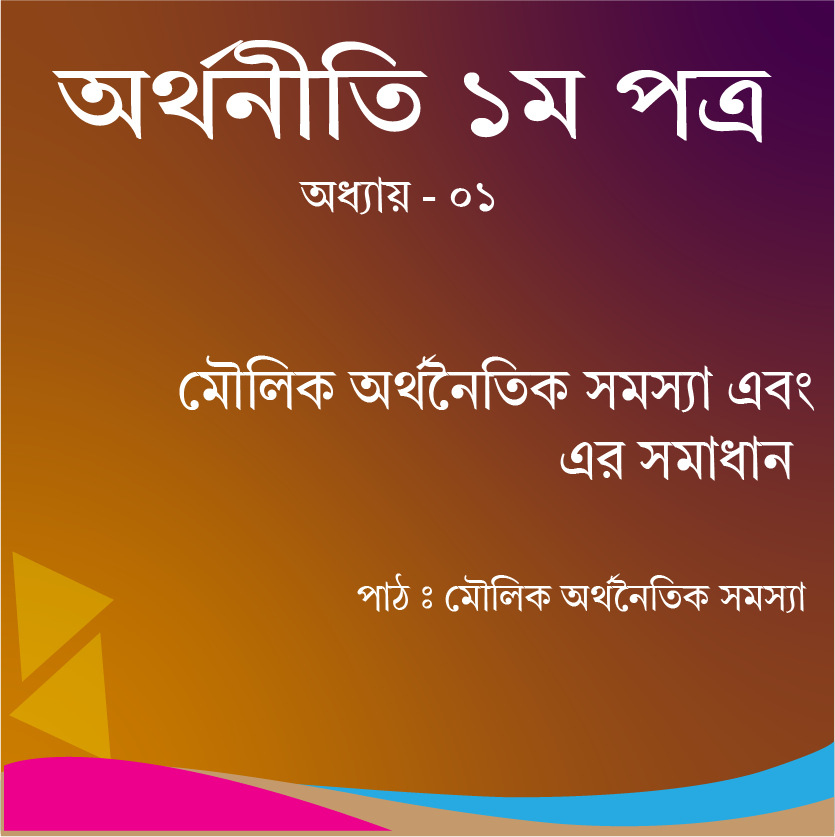 অর্থনীতি ১ম পত্র
অধ্যায় - ০১
মৌলিক অর্থনৈতিক সমস্যা এবং
এর সমাধান
পাঠ ঃ মৌলিক অর্থনৈতিক সমস্যা